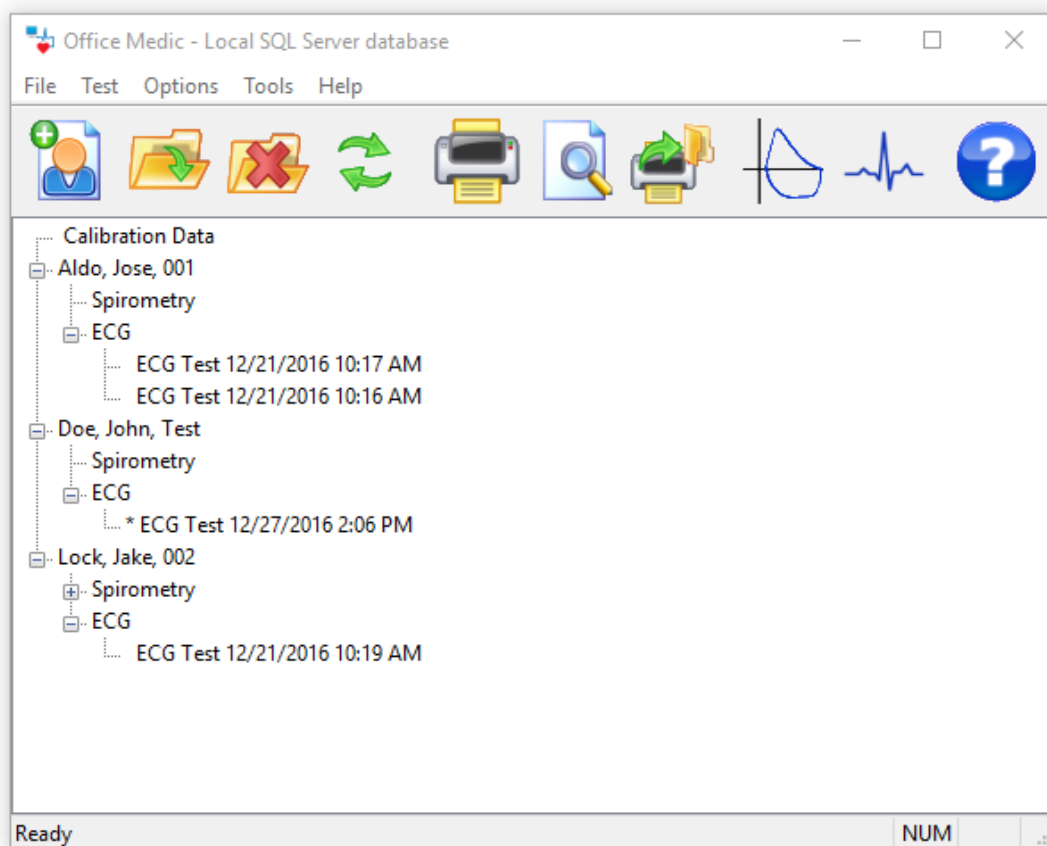 Office Medic - Local SQL Server database
File Test Options Tools Help
?
Calibration Data
Aldo, Jose, 001
Spirometry
ECG
ECG Test 12/21/2016 10:17 AM
ECG Test 12/21/2016 10:16 AM
Doe, John, Test
Spirometry
ECG
* ECG Test 12/27/2016 2:06 PM
Lock, Jake, 002
Spirometry
ECG
ECG Test 12/21/2016 10:19 AM
Ready NUM